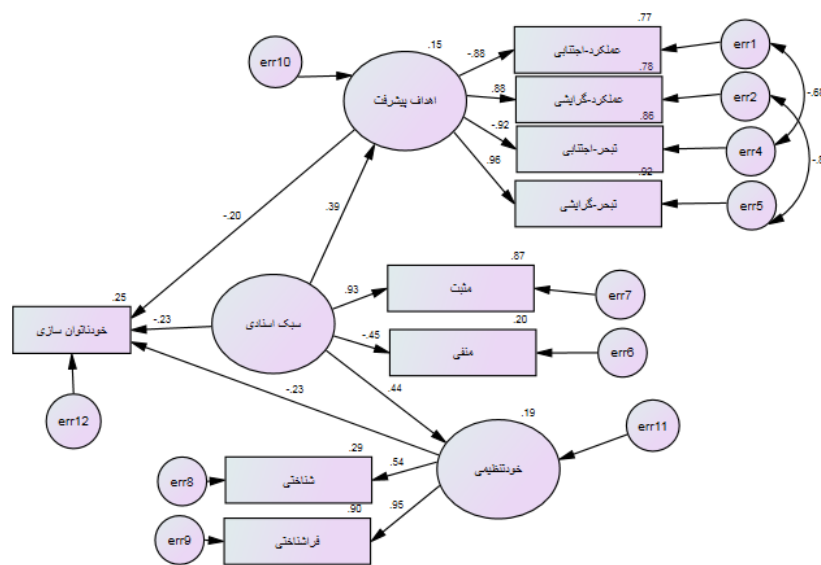 .77
.15
عملکرد-اجتنابی
err1
-.88
.78
err10
اهداف پیشرفت
.88
عملکرد-گرایشی
err2
-.68
.86
-.92
تبحر-اجتنابی
err4
.96
.92
تبحر-گرایشی
err5
-.20
.39
.87
.25
.93
مثبت
err7
خودناتوان سازی
-.23
سبک اسنادی
.20
-.45
منفی
err6
.44
-.23
err12
.19
err11
.29
خودتنظیمی
err8
شناختی
.54
.90
.95
err9
فراشناختی